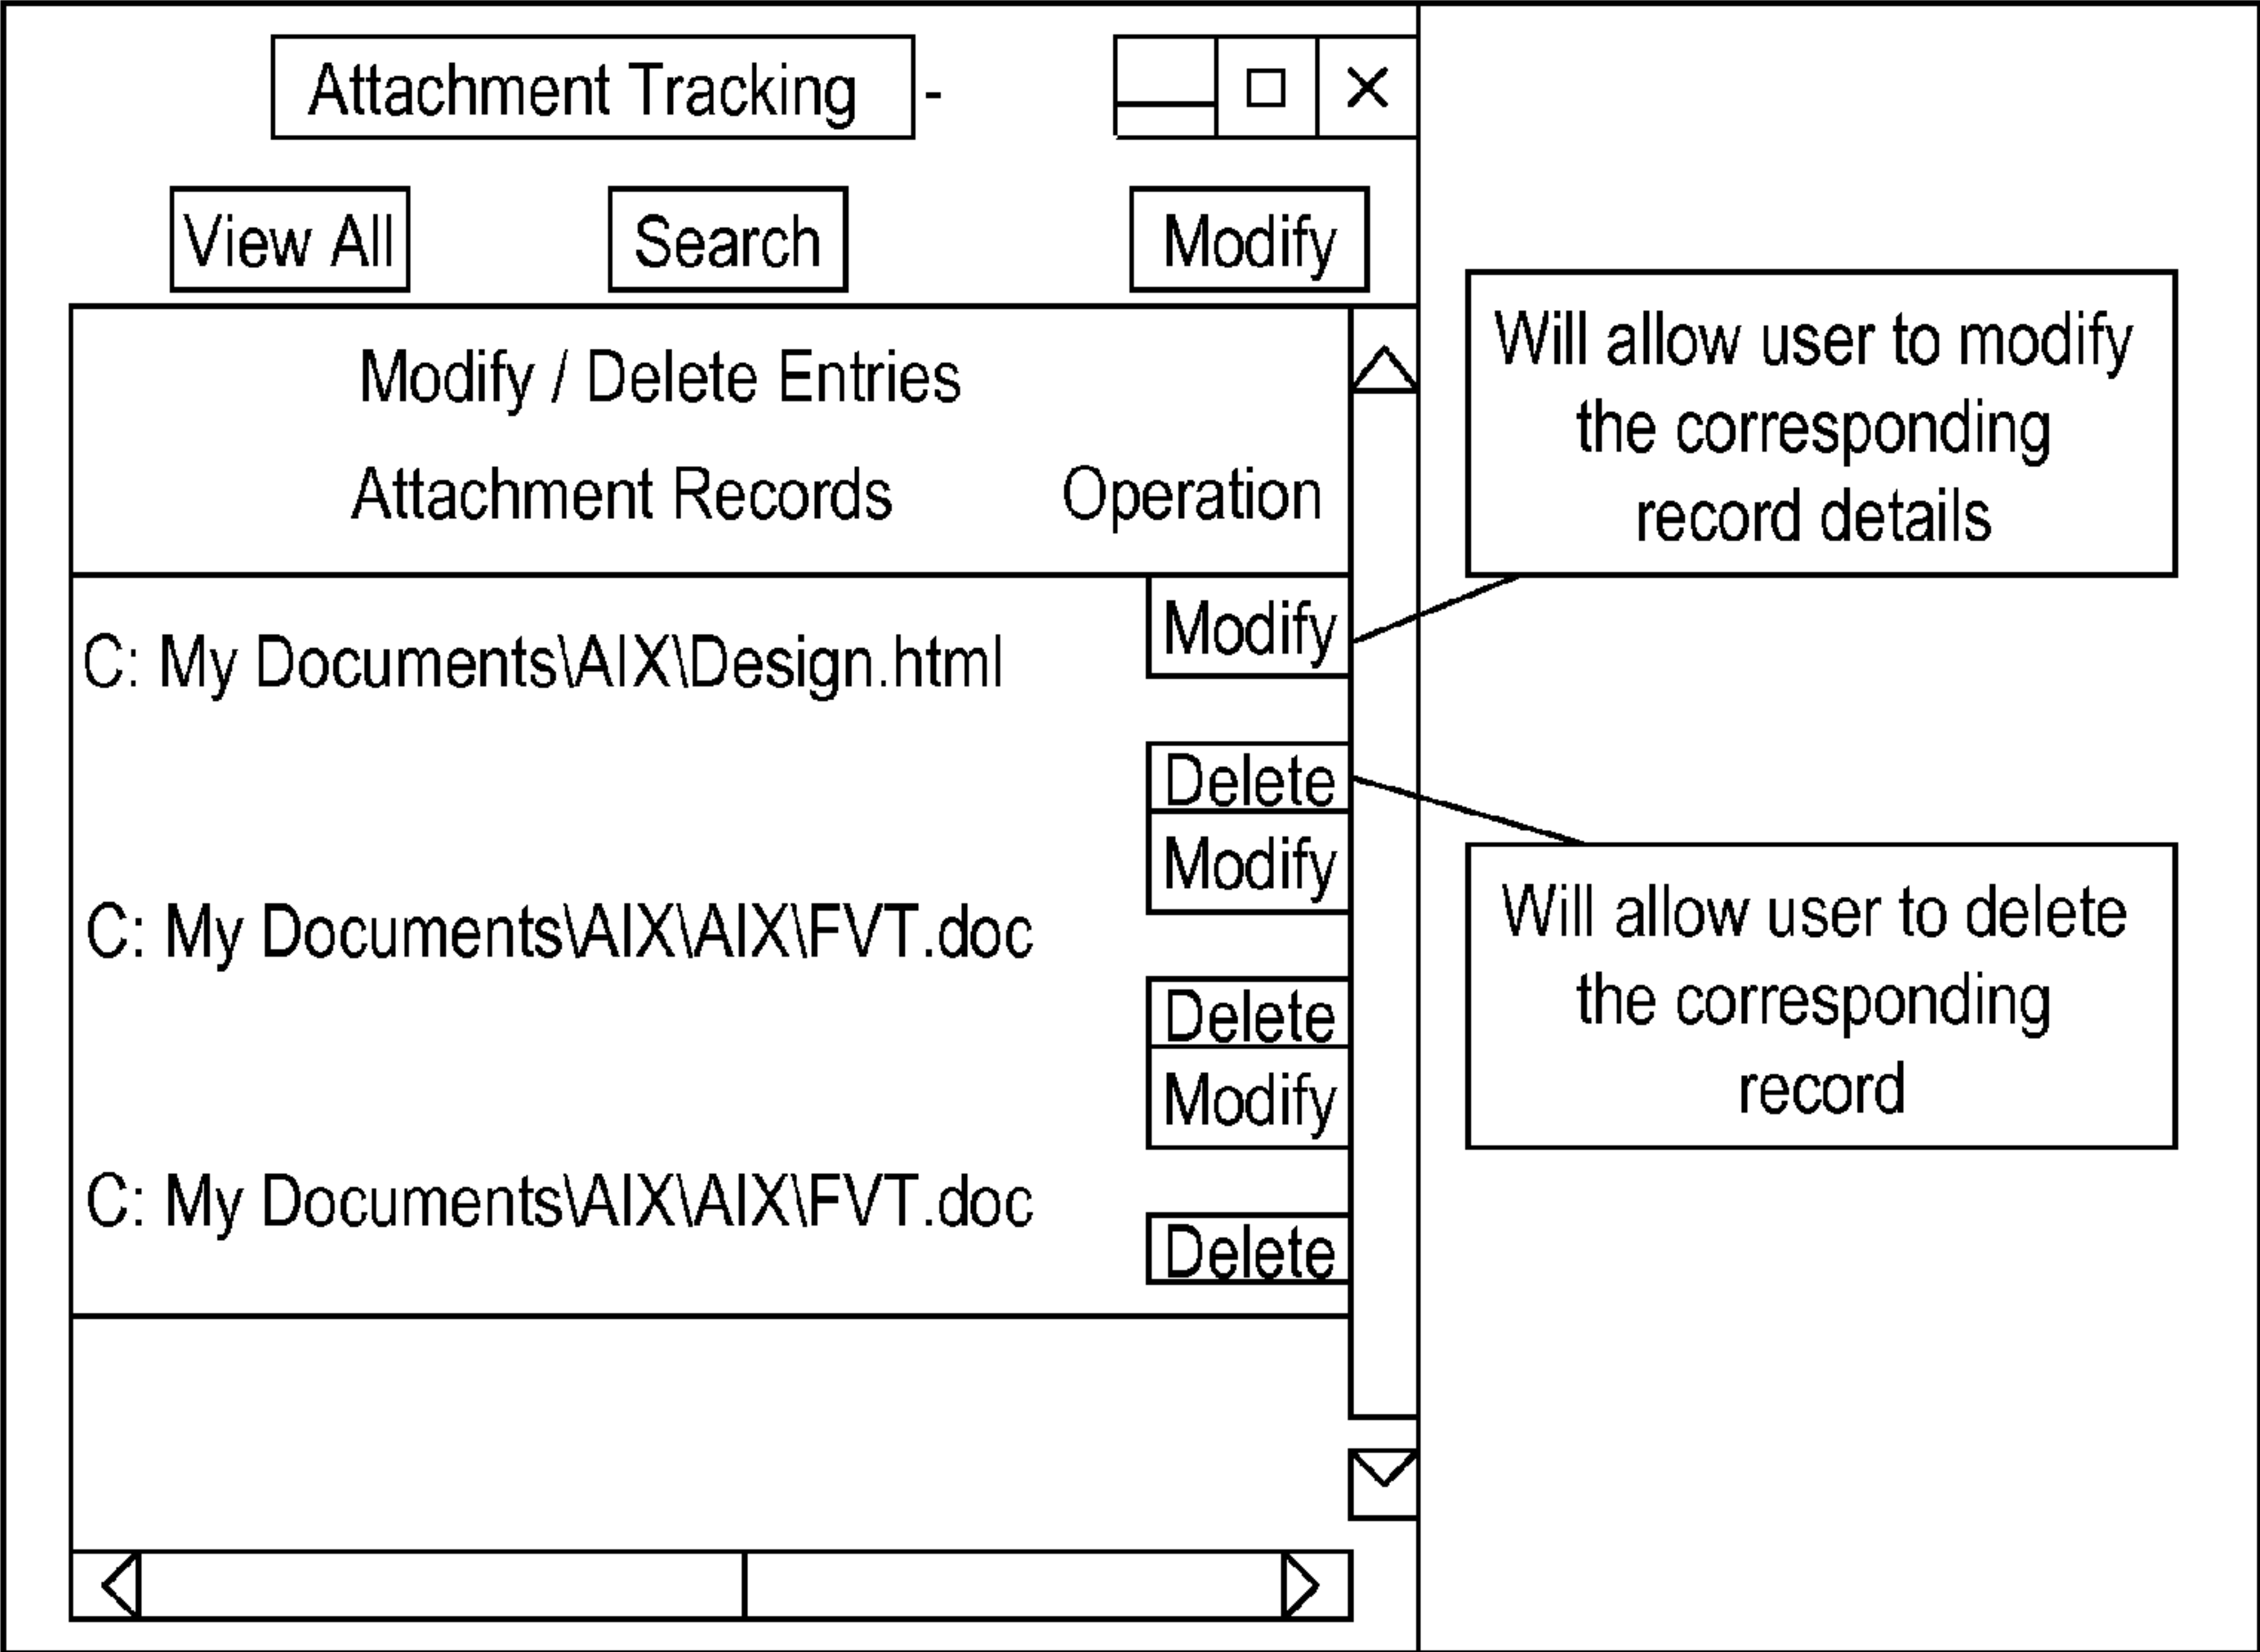 Attachment Tracking -
View All Search Modify
Modify / Delete Entries
Attachment Records Operation
C: My Documents\AIX\Design.html
Modify
Delete
Modify
C: My Documents\AIX\AIX\FVT.doc
Delete
Modify
C: My Documents\AIX\AIX\FVT.doc
Delete
Will allow user to modify
the corresponding
record details
Will allow user to delete
the corresponding
record